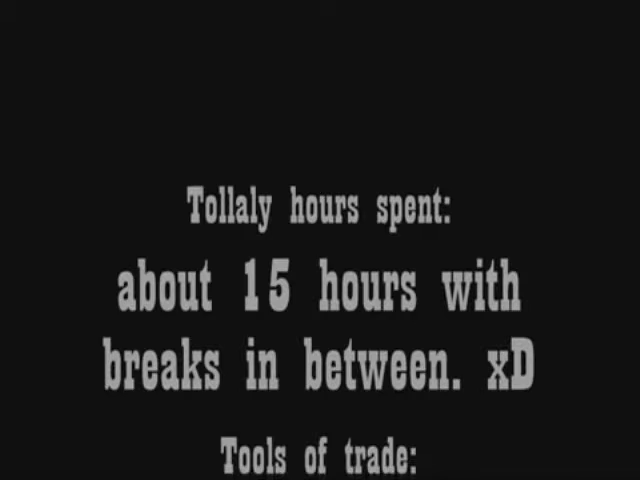 Tollaly hours spent:
about 15 hours with
breaks in between. xD
Tools of trade: